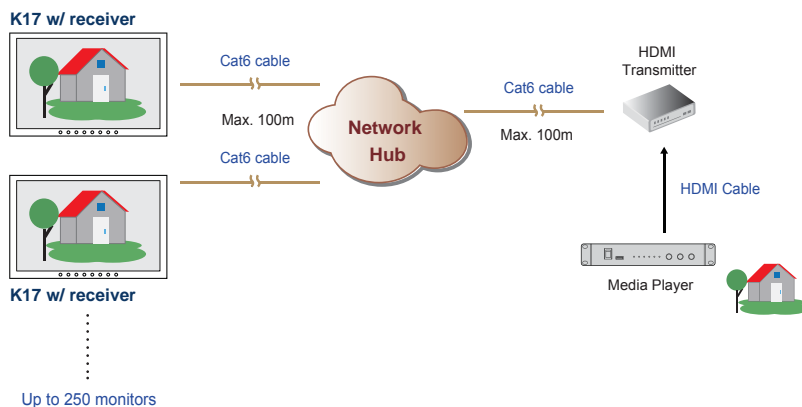 K17 w/ receiver
Cat6 cable
Max. 100m
Cat6 cable
Network
Hub
Cat6 cable
Max. 100m
HDMI
Transmitter
HDMI Cable
Media Player
K17 w/ receiver
Up to 250 monitors